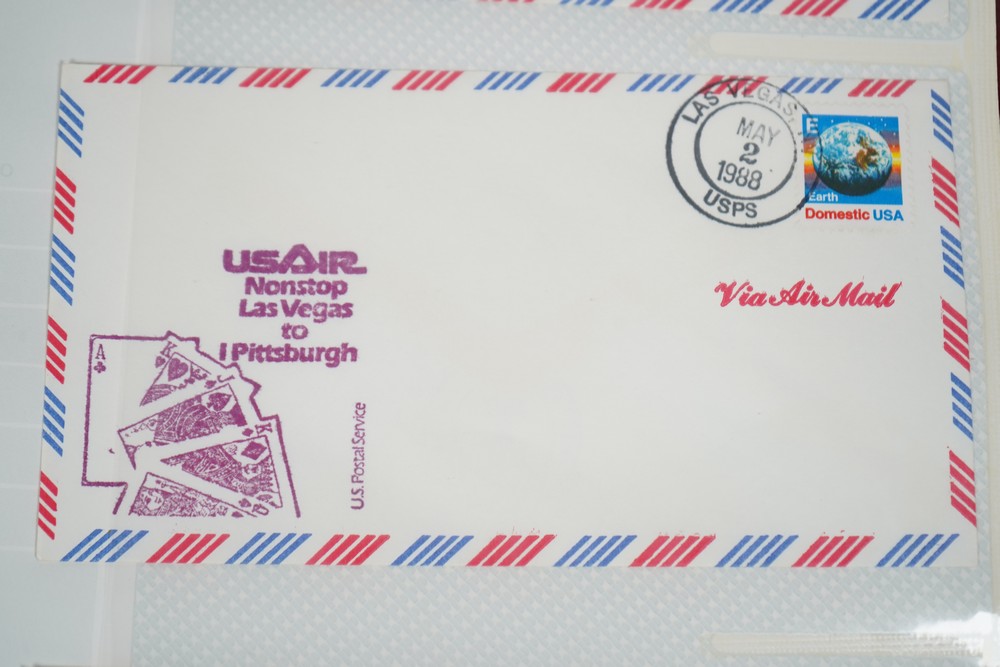 LAS VEGAS,
MAY
2
1988
USPS
E
Earth
Domestic USA
USAIR
Nonstop
Las Vegas
to
Pittsburgh
Via Air Mail
A
K
J
K
U.S. Postal Service